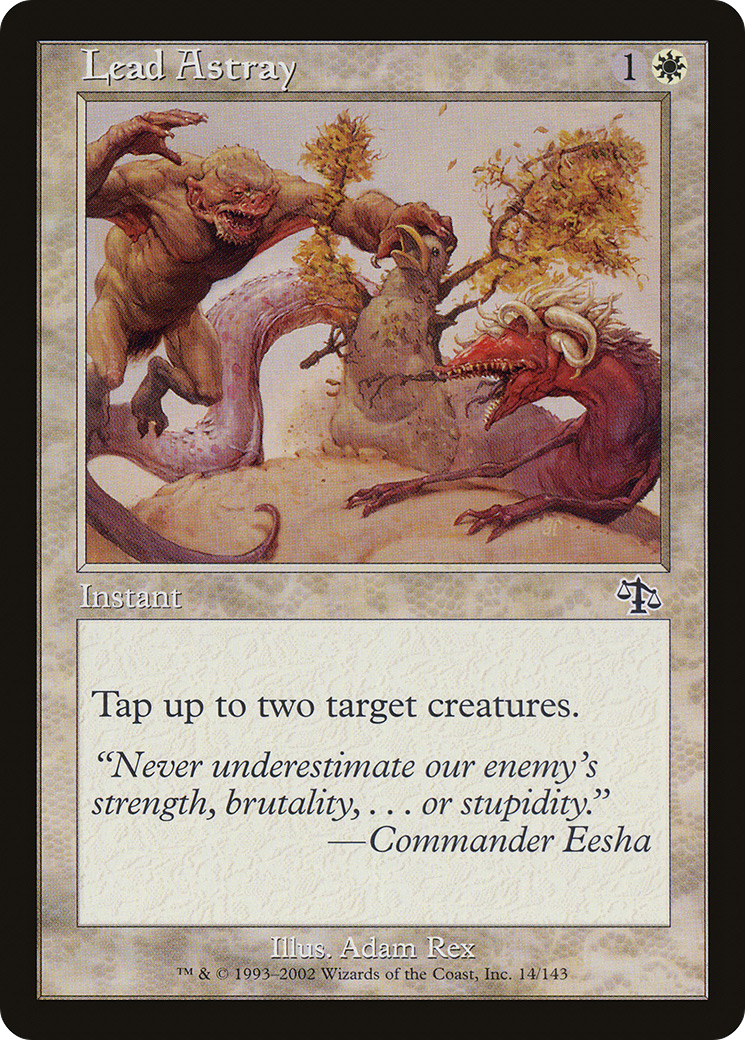 Lead Astray 1
Instant
Tap up to two target creatures.
“Never underestimate our enemy’s
strength, brutality, . . . or stupidity.”
—Commander Eesha
Illus. Adam Rex
™ & © 1993–2002 Wizards of the Coast, Inc. 14/143